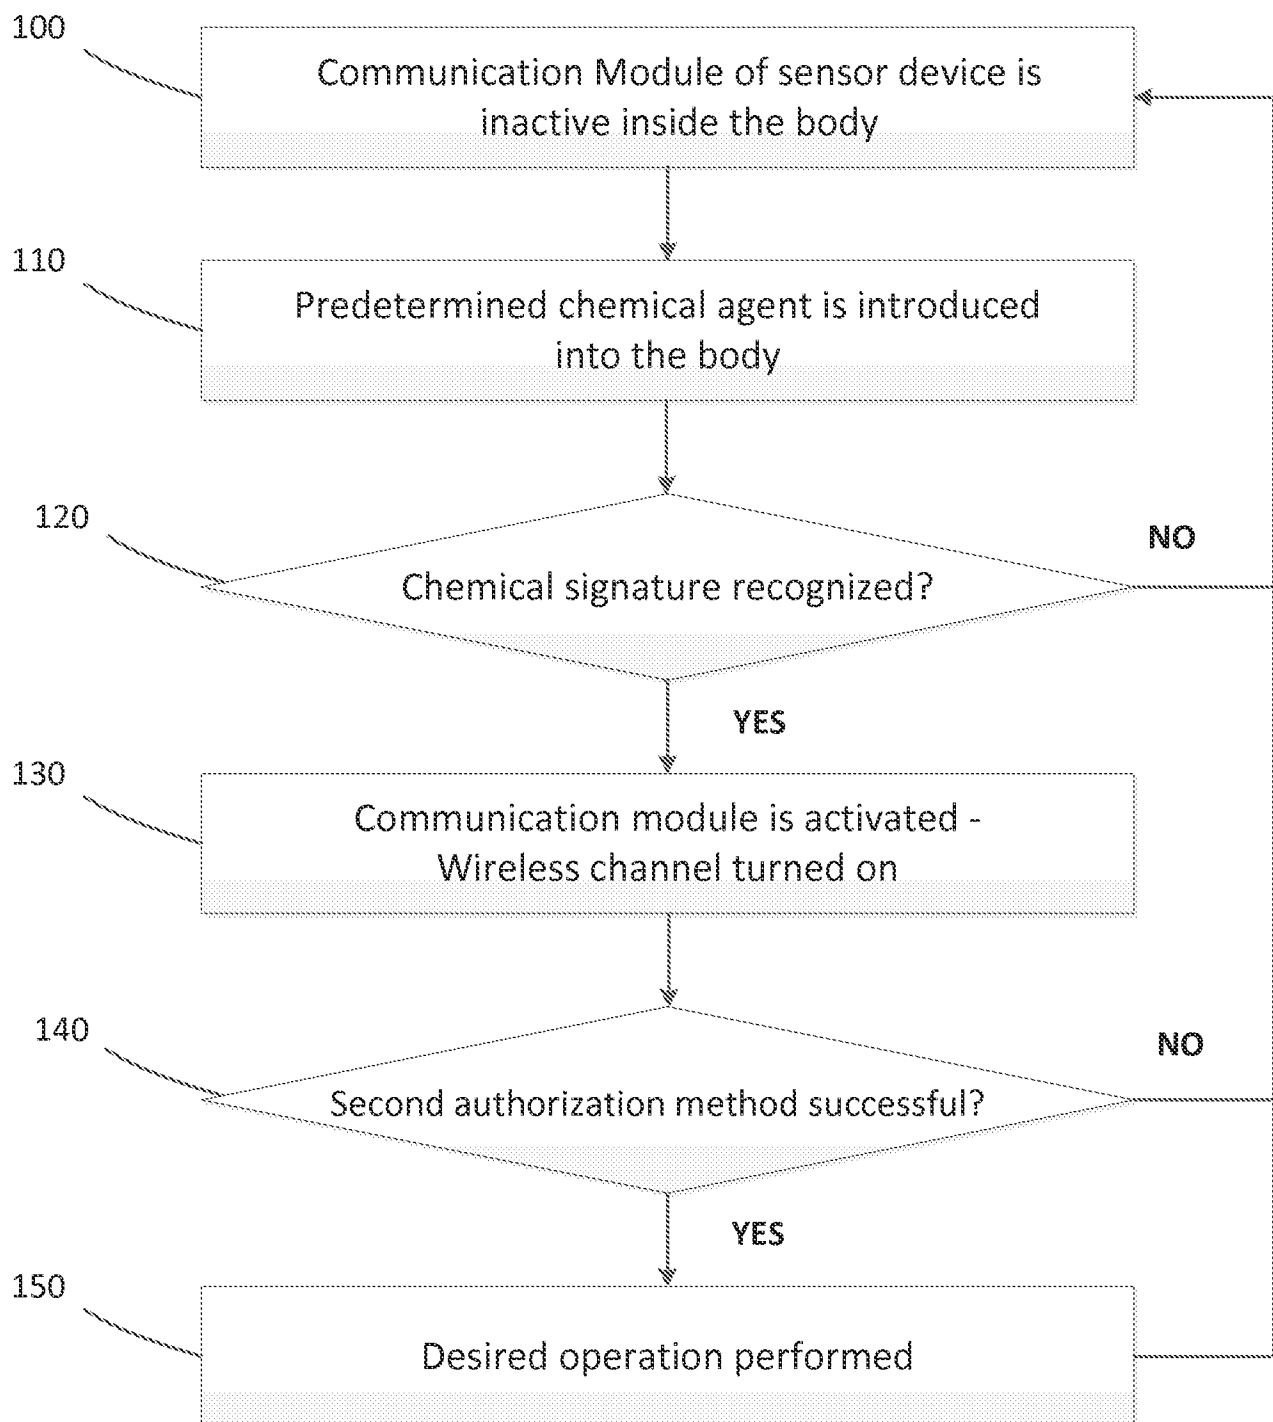 100
Communication Module of sensor device is
inactive inside the body
110
Predetermined chemical agent is introduced
into the body
120
Chemical signature recognized?
NO
YES
130
Communication module is activated -
Wireless channel turned on
140
Second authorization method successful?
NO
YES
150
Desired operation performed